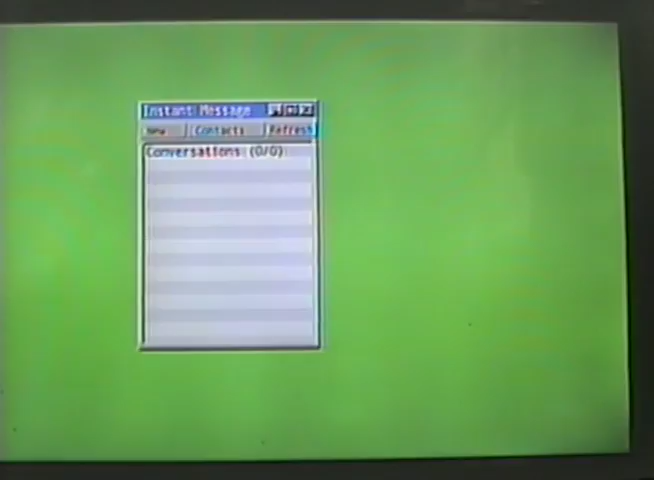 Instant Message
New Contacts Refresh
Conversations (0/0)